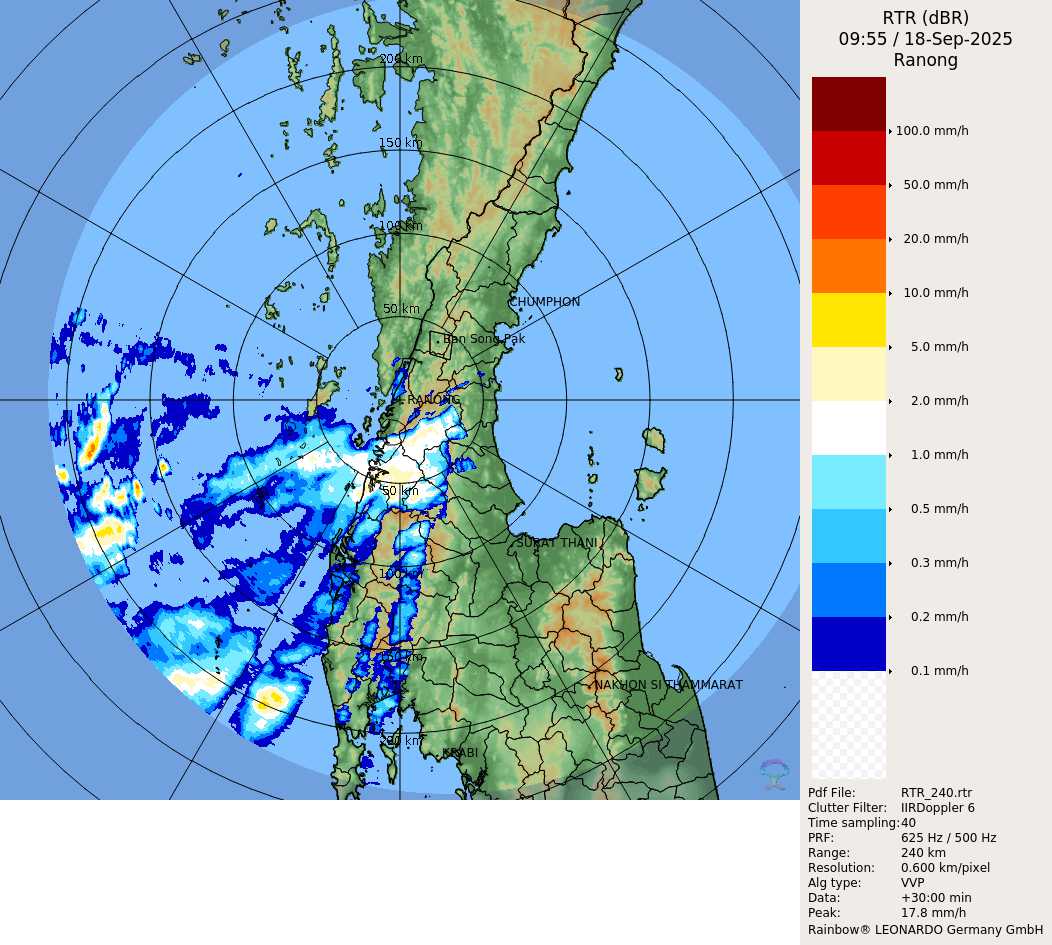 RTR (dBR)
09:55 / 18-Sep-2025
Ranong
200 km
150 km
100 km
50 km
CHUMPHON
Ban Song Pak
RANONG
50 km
SURAT THANI
100 km
150 km
NAKHON SI THAMMARAT
200 km
KRABI
100.0 mm/h
50.0 mm/h
20.0 mm/h
10.0 mm/h
5.0 mm/h
2.0 mm/h
1.0 mm/h
0.5 mm/h
0.3 mm/h
0.2 mm/h
0.1 mm/h
Pdf File: RTR_240.rtr
Clutter Filter: IIRDoppler 6
Time sampling:40
PRF: 625 Hz / 500 Hz
Range: 240 km
Resolution: 0.600 km/pixel
Alg type: VVP
Data: +30:00 min
Peak: 17.8 mm/h
Rainbow® LEONARDO Germany GmbH